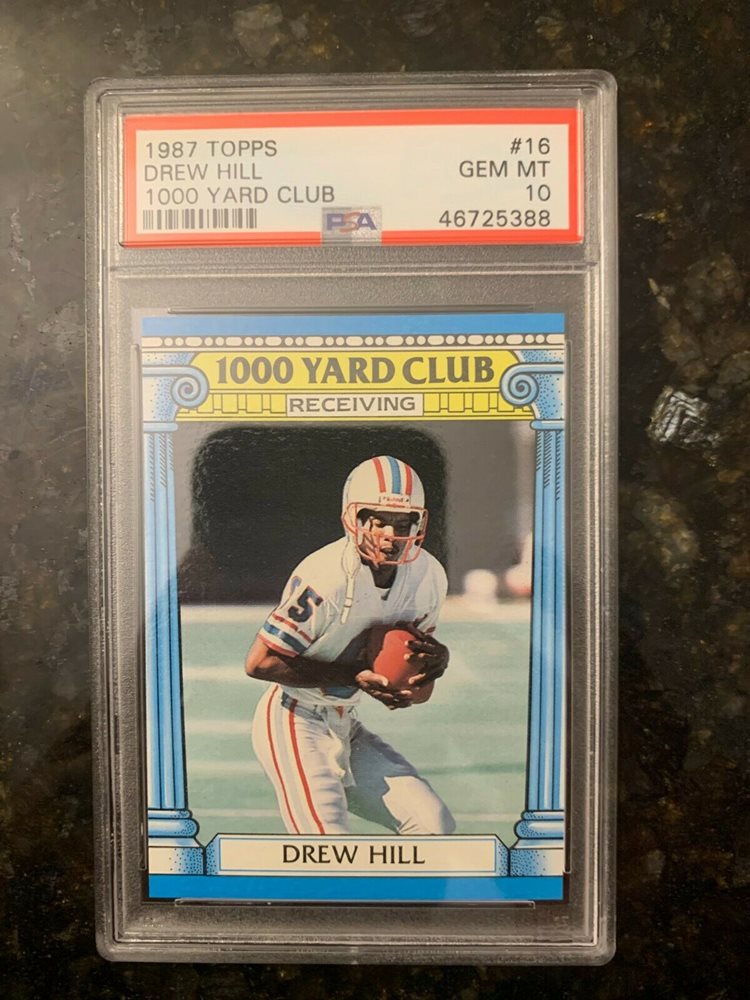 1987 TOPPS #16
DREW HILL GEM MT
1000 YARD CLUB 10
PSA 46725388
1000 YARD CLUB
RECEIVING
85
DREW HILL